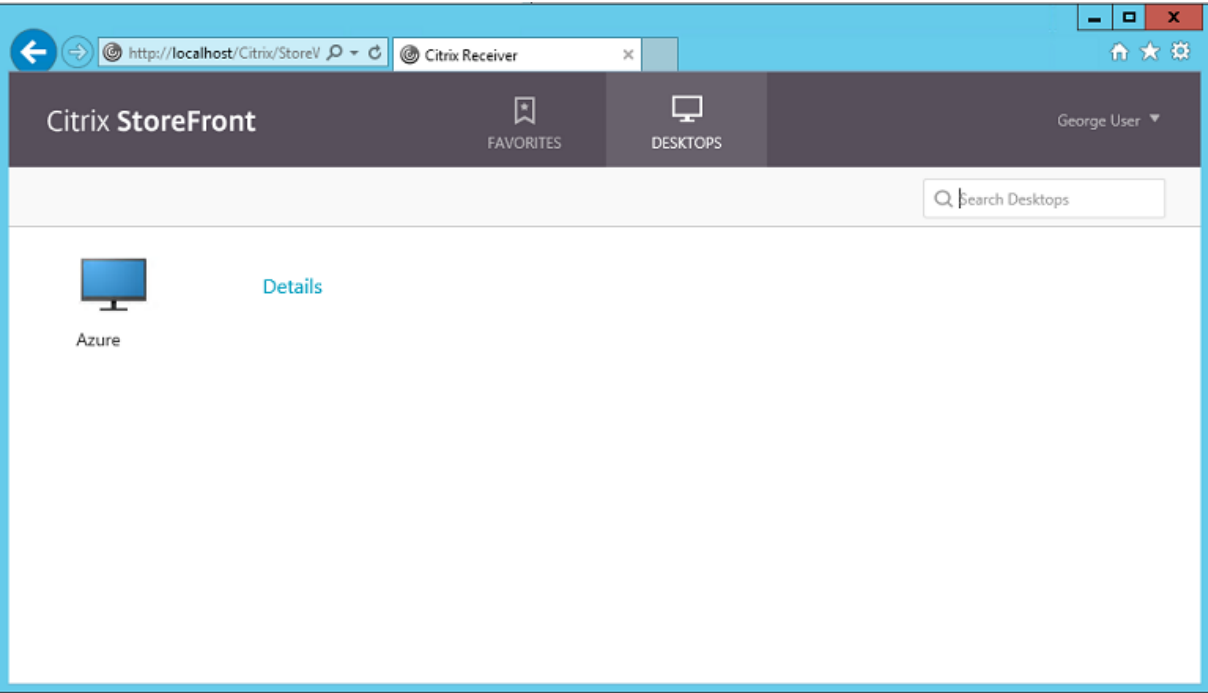 http://localhost/Citrix/StoreV
Citrix Receiver
Citrix StoreFront
FAVORITES
DESKTOPS
George User
Search Desktops
Details
Azure